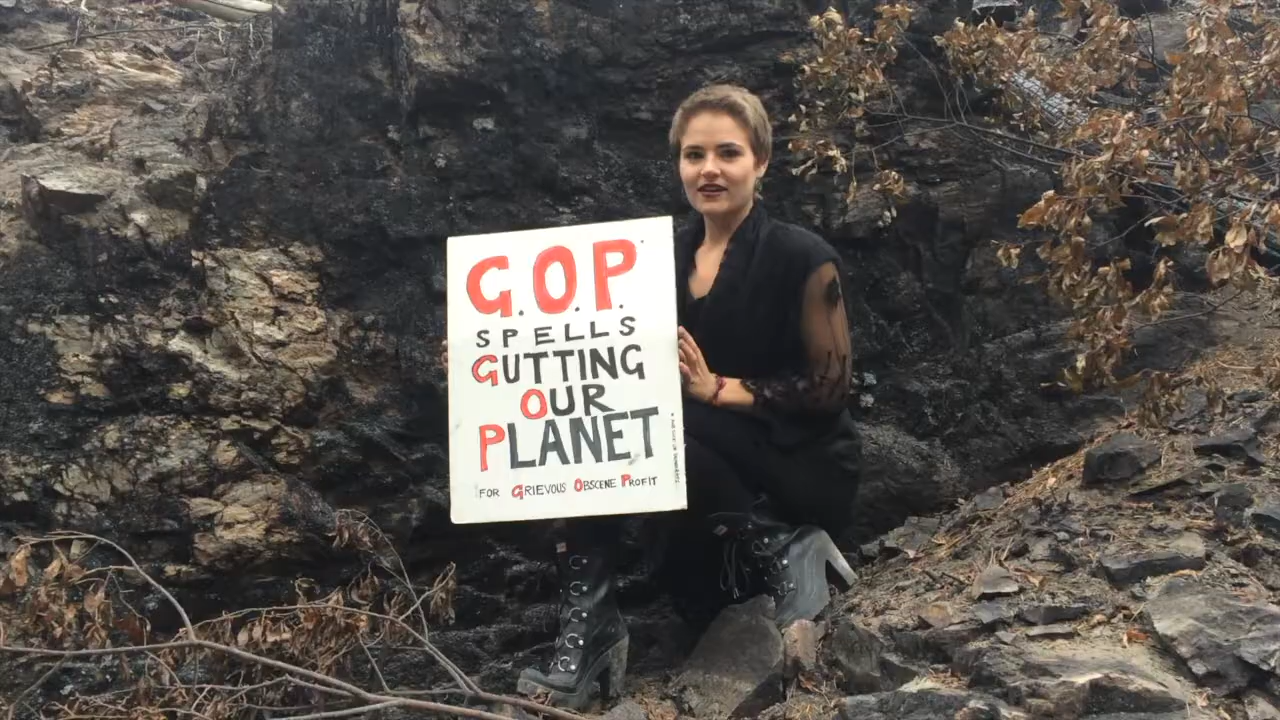 G.O.P.
SPELLS
GUTTING
OUR
PLANET
FOR GRIEVOUS OBSCENE PROFIT